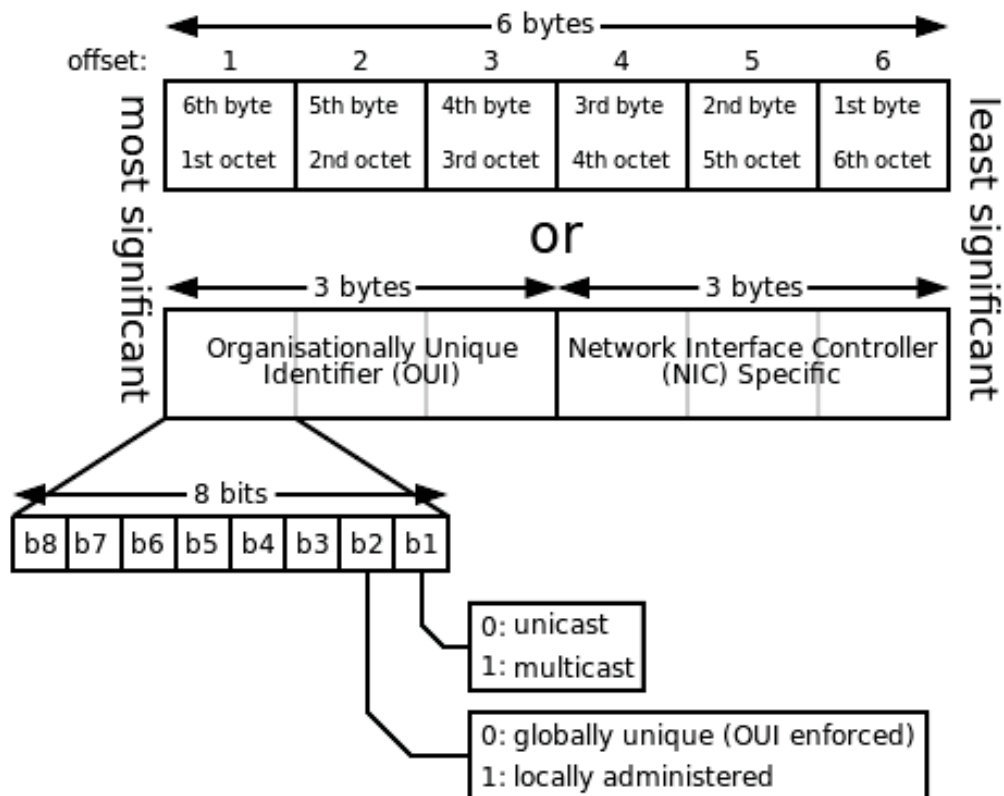 6 bytes
offset: 1 2 3 4 5 6
most significant
6th byte 5th byte 4th byte 3rd byte 2nd byte 1st byte
1st octet 2nd octet 3rd octet 4th octet 5th octet 6th octet
least significant
or
3 bytes 3 bytes
Organisationally Unique Network Interface Controller
Identifier (OUI) (NIC) Specific
8 bits
b8 b7 b6 b5 b4 b3 b2 b1
0: unicast
1: multicast
0: globally unique (OUI enforced)
1: locally administered